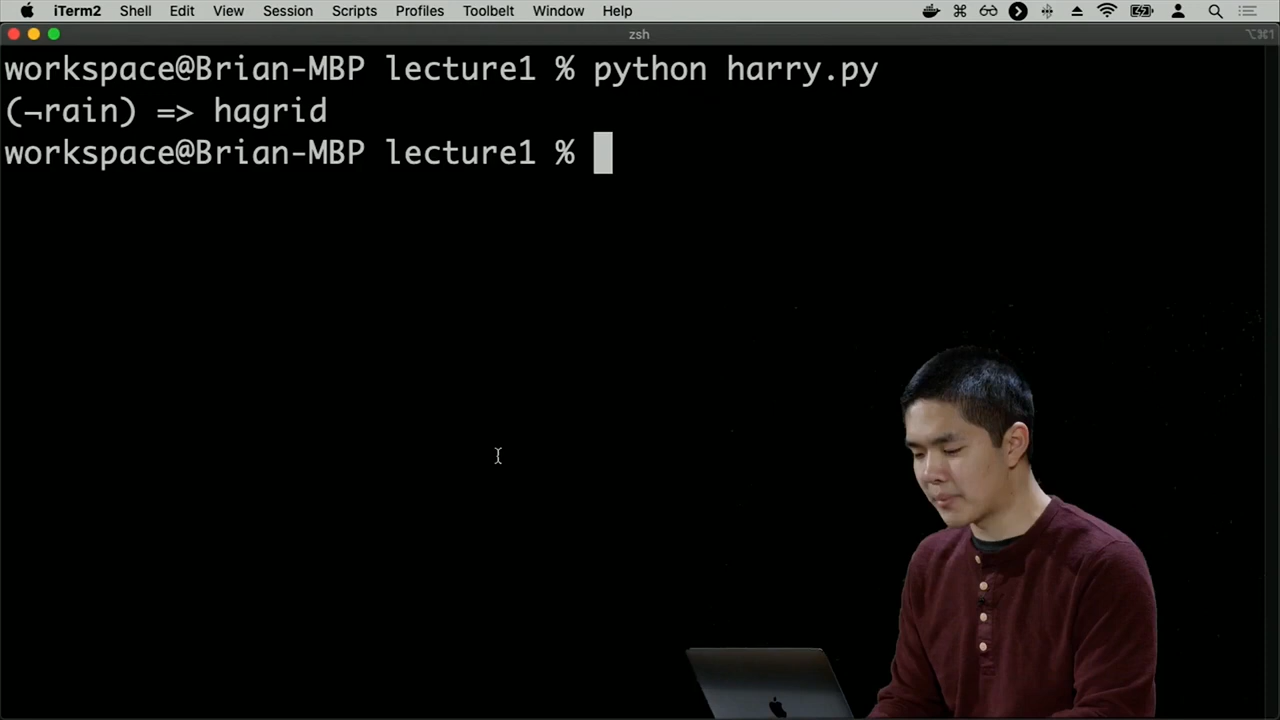 iTerm2 Shell Edit View Session Scripts Profiles Toolbelt Window Help
zsh ⌥⌘1
workspace@Brian-MBP lecture1 % python harry.py
(¬rain) => hagrid
workspace@Brian-MBP lecture1 %